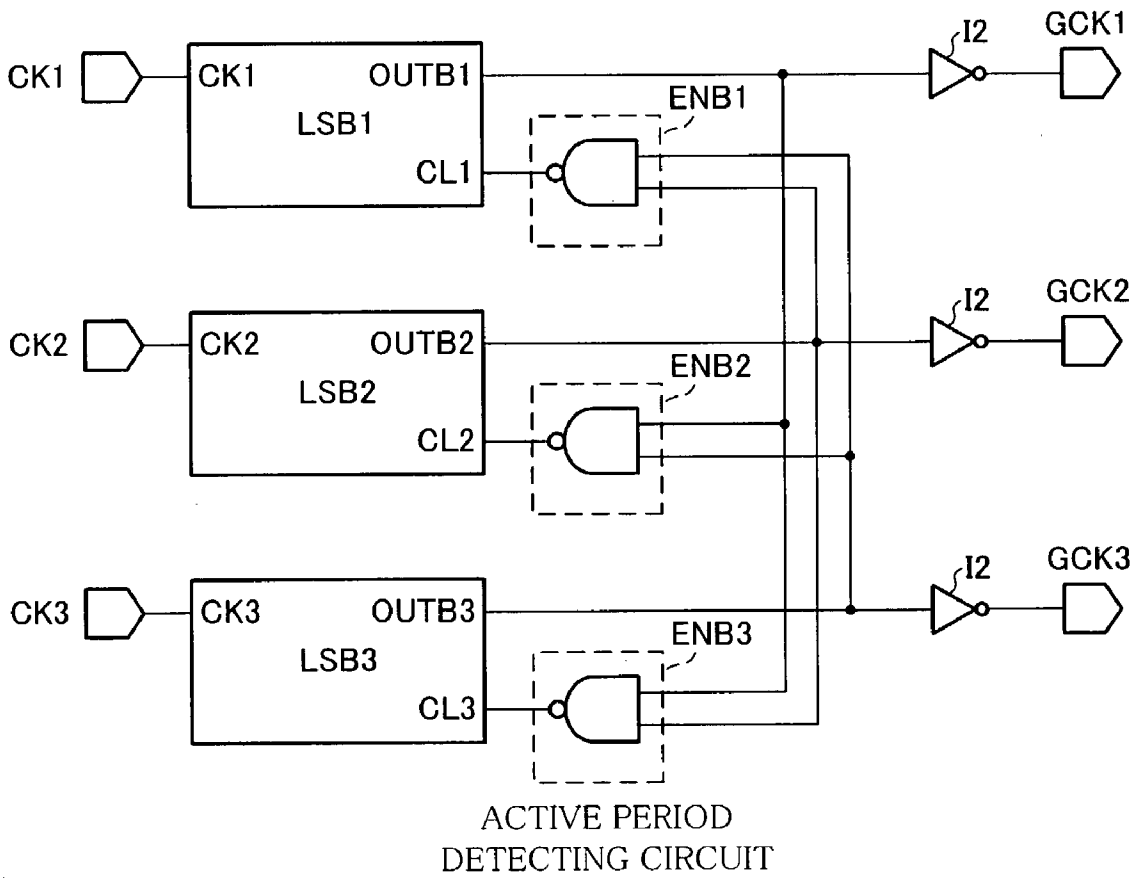 GCK1
I2
CK1
CK1
OUTB1
ENB1
LSB1
CL1
GCK2
I2
CK2
CK2
OUTB2
ENB2
LSB2
CL2
GCK3
I2
CK3
CK3
OUTB3
ENB3
LSB3
CL3
ACTIVE PERIOD
DETECTING CIRCUIT